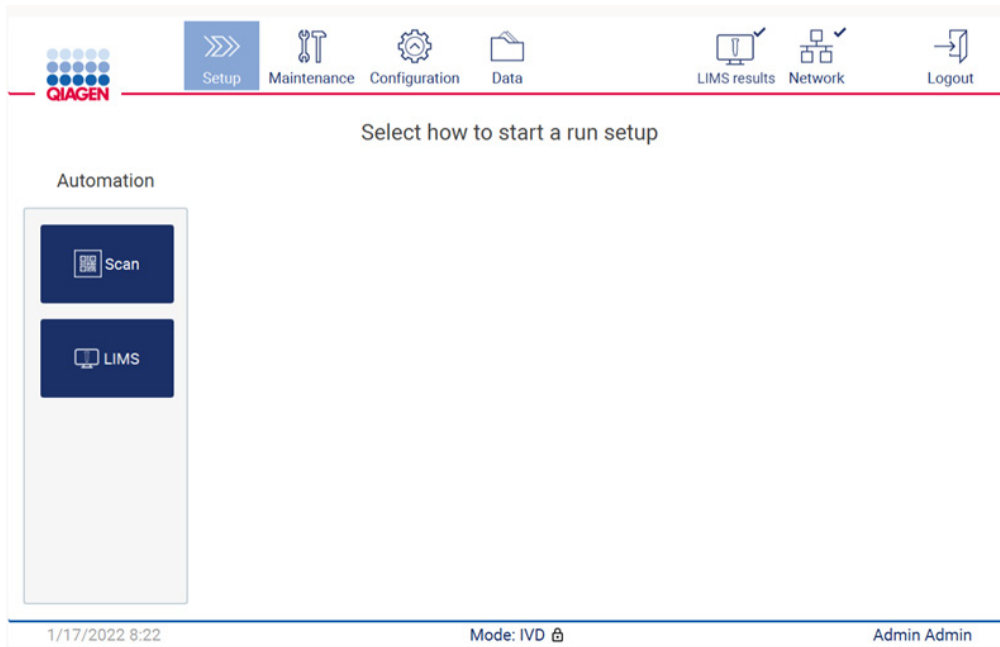 QIAGEN
Setup
Maintenance
Configuration
Data
LIMS results
Network
Logout
Select how to start a run setup
Automation
Scan
LIMS
1/17/2022 8:22
Mode: IVD
Admin Admin